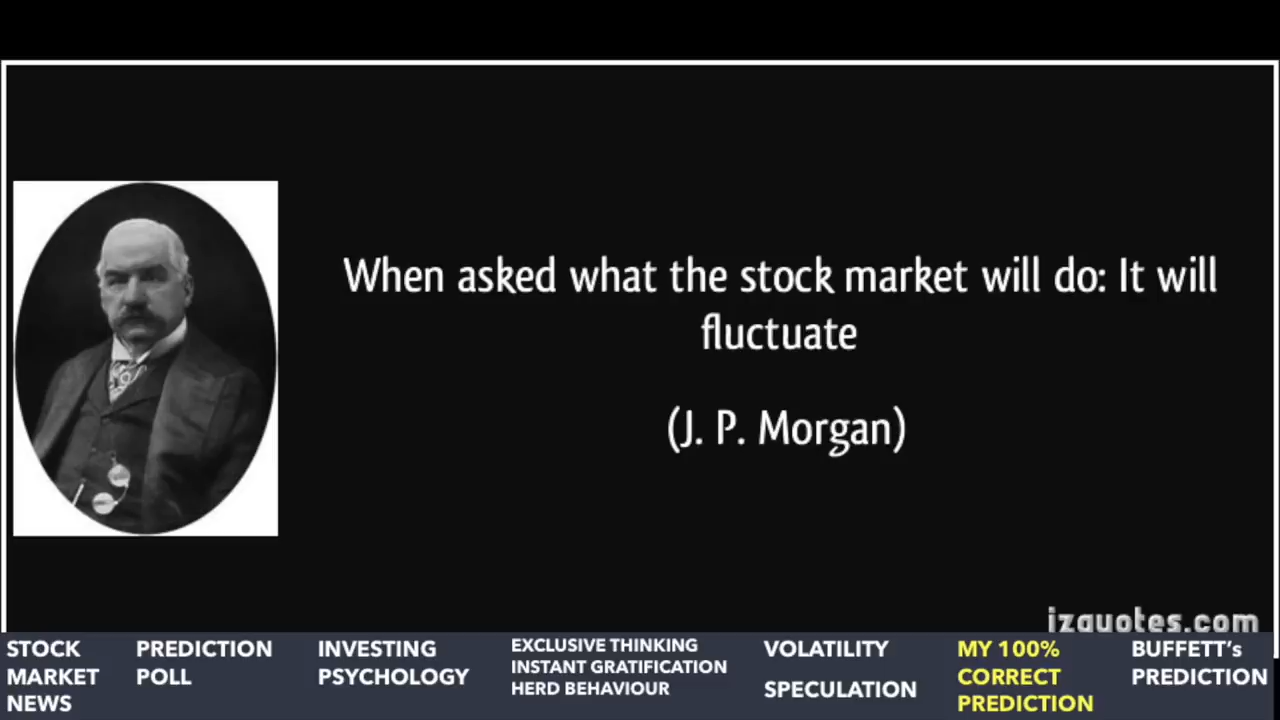 When asked what the stock market will do: It will
fluctuate
(J. P. Morgan)
izquotes.com
STOCK
MARKET
NEWS
PREDICTION
POLL
INVESTING
PSYCHOLOGY
EXCLUSIVE THINKING
INSTANT GRATIFICATION
HERD BEHAVIOUR
VOLATILITY
SPECULATION
MY 100%
CORRECT
PREDICTION
BUFFETT's
PREDICTION